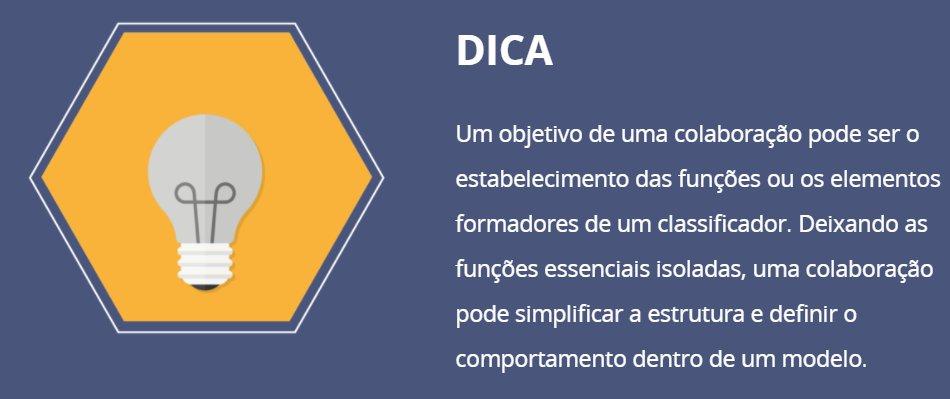 DICA
Um objetivo de uma colaboração pode ser o
estabelecimento das funções ou os elementos
formadores de um classificador. Deixando as
funções essenciais isoladas, uma colaboração
pode simplificar a estrutura e definir o
comportamento dentro de um modelo.